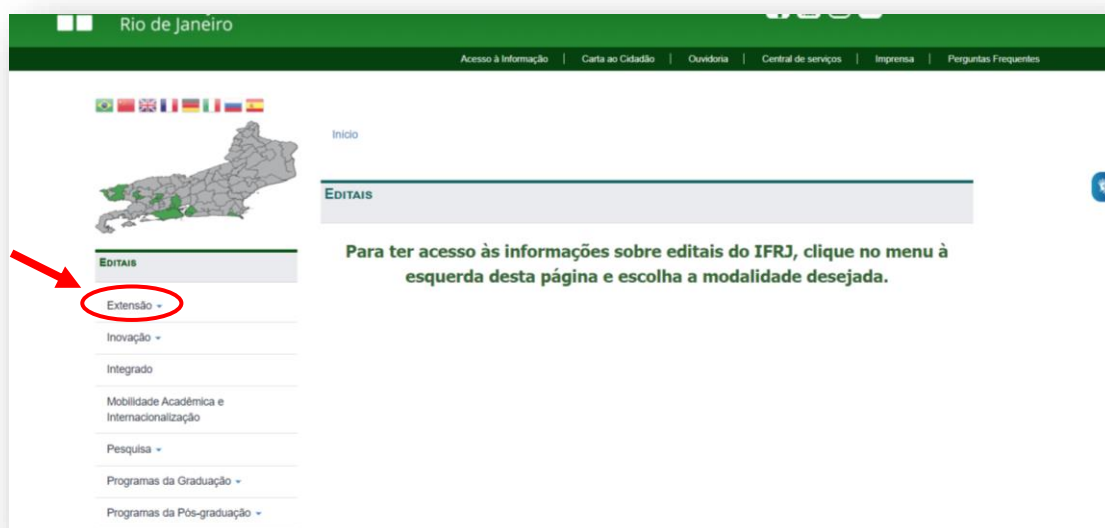 Rio de Janeiro
Acesso à Informação | Carta ao Cidadão | Ouvidoria | Central de serviços | Imprensa | Perguntas Frequentes
Início
EDITAIS
Para ter acesso às informações sobre editais do IFRJ, clique no menu à
esquerda desta página e escolha a modalidade desejada.
EDITAIS
Extensão
Inovação
Integrado
Mobilidade Acadêmica e
Internacionalização
Pesquisa
Programas da Graduação
Programas da Pós-graduação